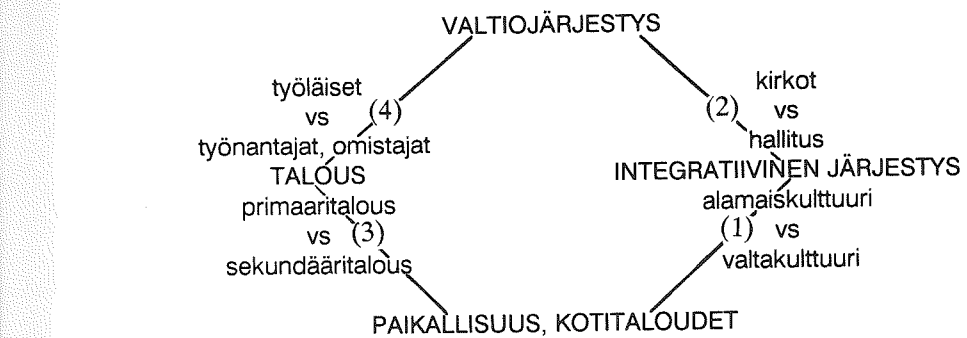 VALTIOJÄRJESTYS
työläiset
vs (4)
työnantajat, omistajat
TALOUS
primaaritalous
vs (3)
sekundääritalous
kirkot
(2) vs
hallitus
INTEGRATIIVINEN JÄRJESTYS
alamaiskulttuuri
(1) vs
valtakulttuuri
PAIKALLISUUS, KOTITALOUDET